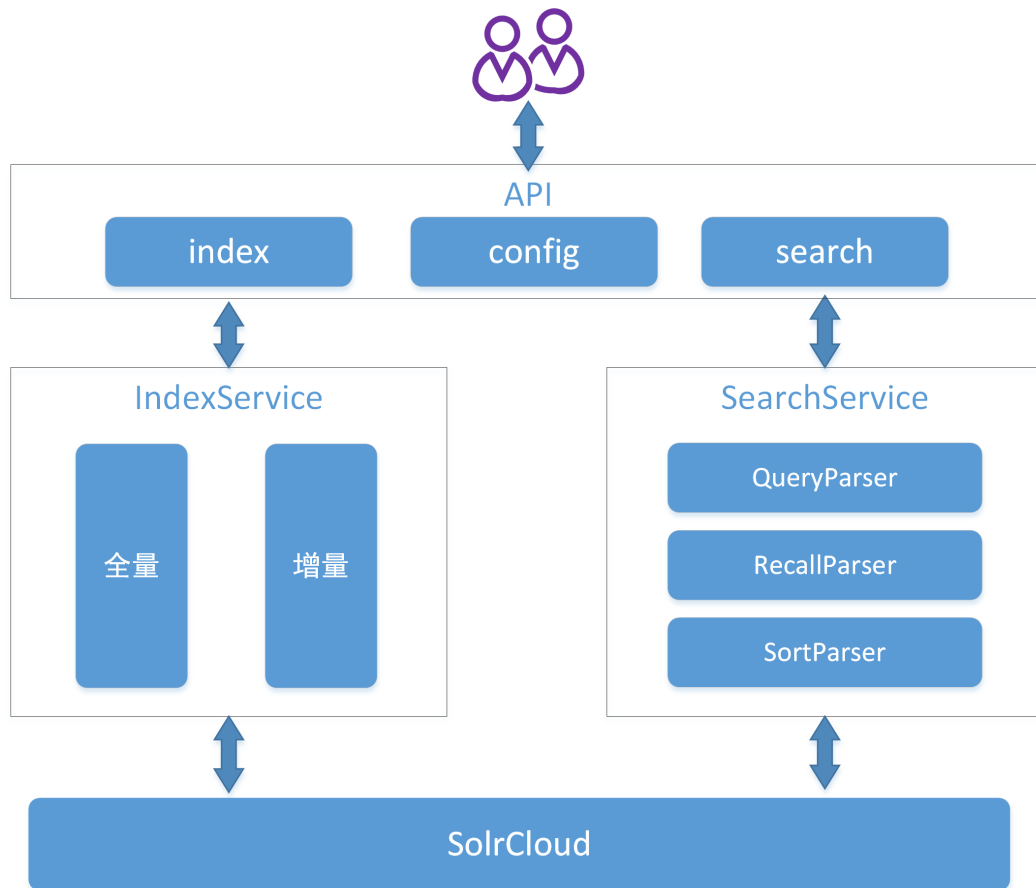 API
index
config
search
IndexService
全量
增量
SearchService
QueryParser
RecallParser
SortParser
SolrCloud